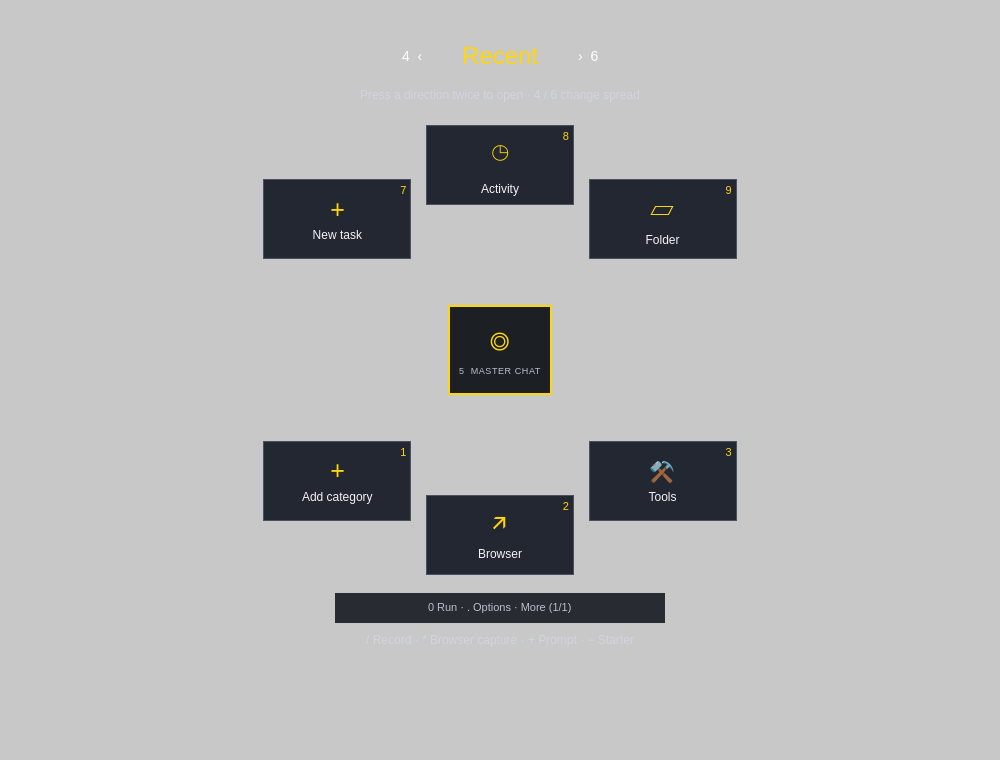 4 ‹ Recent › 6
Press a direction twice to open · 4 / 6 change spread
8
Activity
7
New task
9
Folder
5 MASTER CHAT
1
Add category
3
Tools
2
Browser
0 Run · . Options · More (1/1)
/ Record * Browser capture + Prompt − Starter